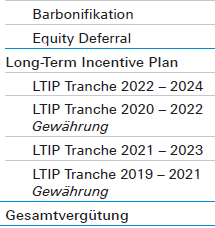 Barbonifikation
Equity Deferral
Long-Term Incentive Plan
LTIP Tranche 2022 – 2024
LTIP Tranche 2020 – 2022
Gewährung
LTIP Tranche 2021 – 2023
LTIP Tranche 2019 – 2021
Gewährung
Gesamtvergütung